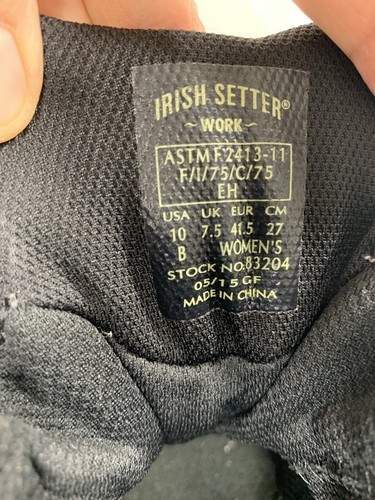 IRISH SETTER®
~WORK~
ASTM F2413-11
F/I/75/C/75
EH
USA UK EUR CM
10 7.5 41.5 27
B WOMEN'S
STOCK NO:83204
05/15 GF
MADE IN CHINA